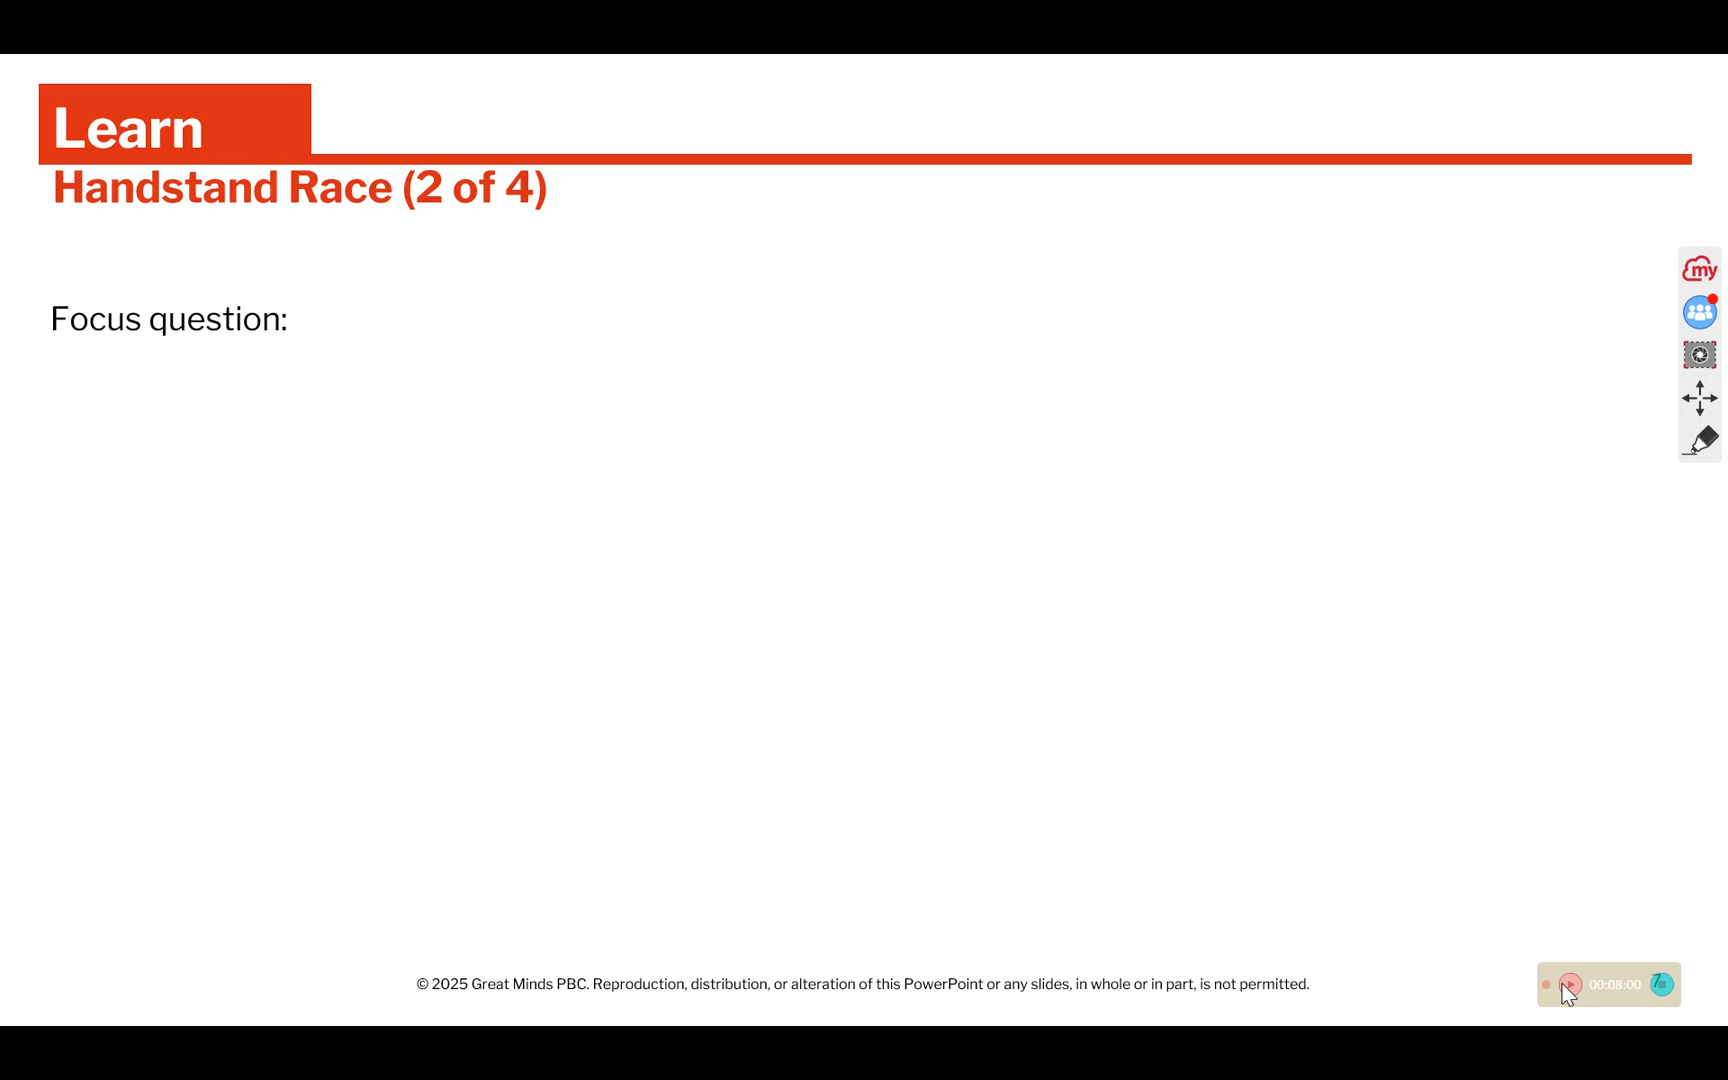 Learn
Handstand Race (2 of 4)
my
Focus question:
© 2025 Great Minds PBC. Reproduction, distribution, or alteration of this PowerPoint or any slides, in whole or in part, is not permitted.
00:08:00
7